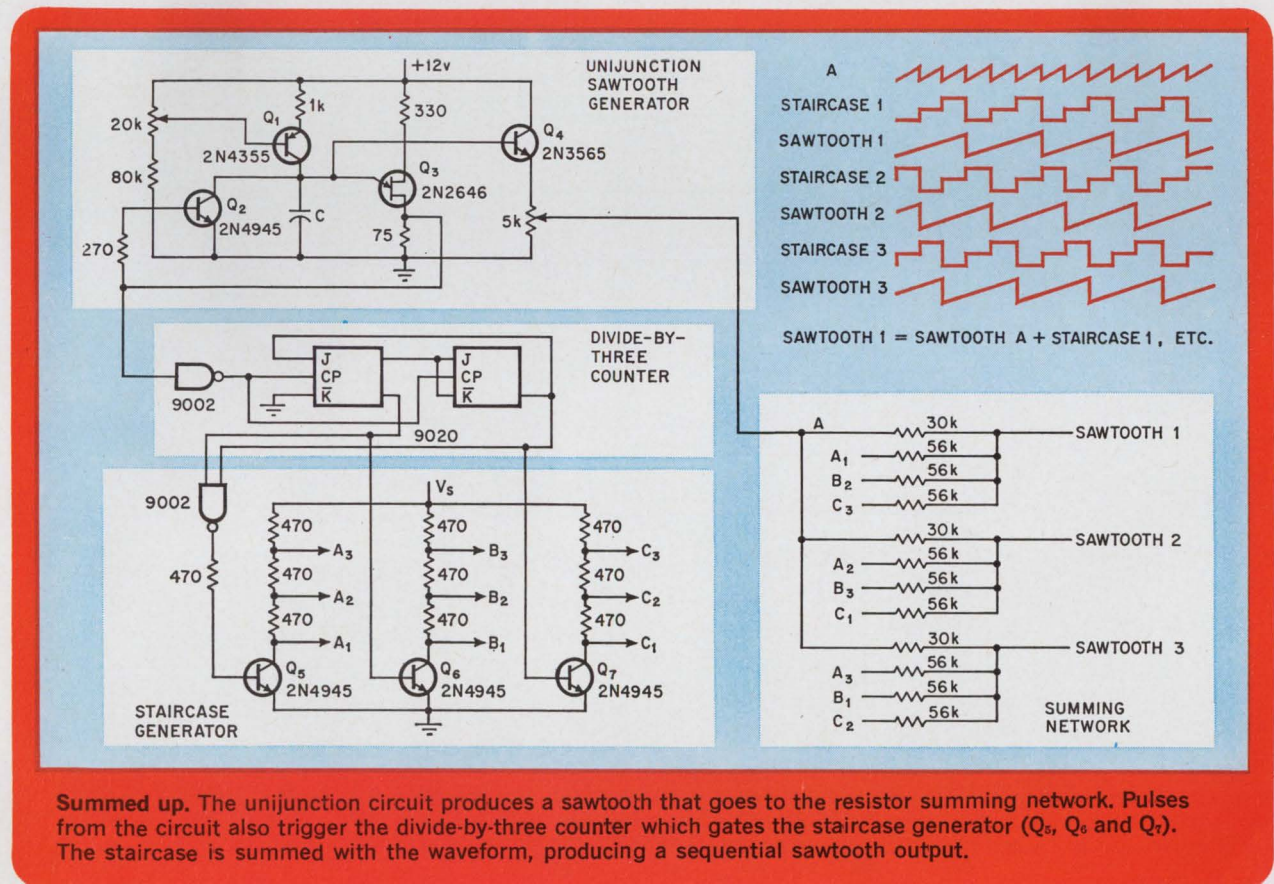 +12v
UNIJUNCTION
SAWTOOTH
GENERATOR
1k
330
20k
Q₁
2N4355
Q₄
2N3565
80k
Q₃
2N2646
Q₂
2N4945
C
270
75
5k
A
STAIRCASE 1
SAWTOOTH 1
STAIRCASE 2
SAWTOOTH 2
STAIRCASE 3
SAWTOOTH 3
SAWTOOTH 1 = SAWTOOTH A + STAIRCASE 1, ETC.
DIVIDE-BY-
THREE
COUNTER
J
CP
K̅
J
CP
K̅
9002
9020
9002
470
Vₛ
470
470
470
A₃
B₃
C₃
470
470
470
A₂
B₂
C₂
470
470
470
A₁
B₁
C₁
Q₅
2N4945
Q₆
2N4945
Q₇
2N4945
STAIRCASE
GENERATOR
A
30k
SAWTOOTH 1
A₁
56k
B₂
56k
C₃
56k
30k
SAWTOOTH 2
A₂
56k
B₃
56k
C₁
56k
30k
SAWTOOTH 3
A₃
56k
B₁
56k
C₂
56k
SUMMING
NETWORK
Summed up. The unijunction circuit produces a sawtooth that goes to the resistor summing network. Pulses
from the circuit also trigger the divide-by-three counter which gates the staircase generator (Q₅, Q₆ and Q₇).
The staircase is summed with the waveform, producing a sequential sawtooth output.